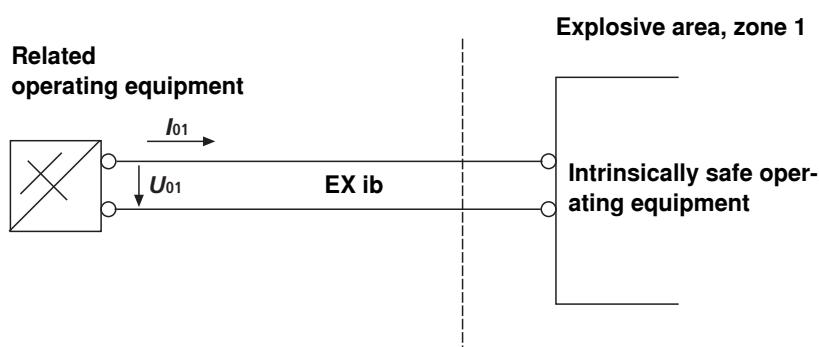 Explosive area, zone 1
Related
operating equipment
I01
U01
EX ib
Intrinsically safe oper-
ating equipment